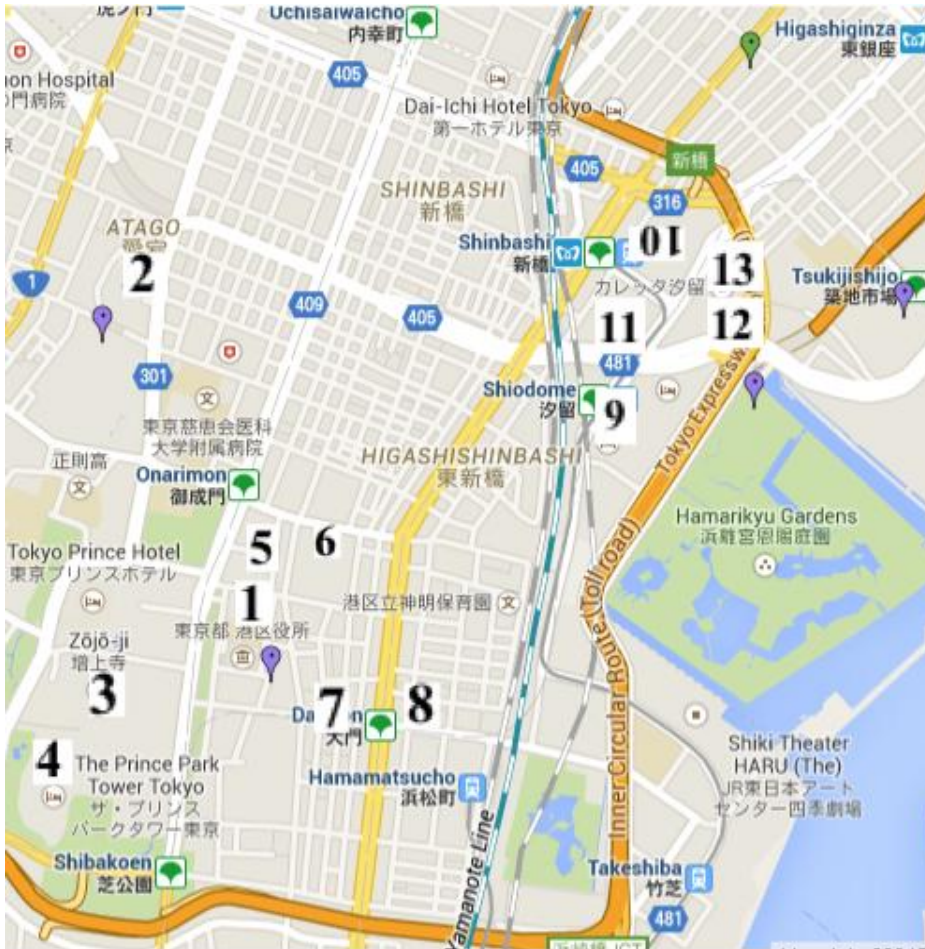 Uchisaiwaicho
内幸町
Higashiginza
東銀座
405
on Hospital
の門病院
Dai-Ichi Hotel Tokyo
第一ホテル東京
新橋
405
SHINBASHI
新橋
316
ATAGO
愛宕
Shinbashi
新橋
10
2
13
1
カレッタ汐留
Tsukijishijo
築地市場
409
405
11
12
481
301
Shiodome
汐留
9
東京慈恵会医科
大学附属病院
HIGASHISHINBASHI
東新橋
正則高
文
Onarimon
御成門
Tokyo Expressw
Hamarikyu Gardens
浜離宮恩賜庭園
5
6
Tokyo Prince Hotel
東京プリンスホテル
1
港区立神明保育園
文
東京都 港区役所
Zōjō-ji
増上寺
3
7
8
大門
Inner Circular Route (Toll road)
4
The Prince Park
Tower Tokyo
ザ・プリンス
パークタワー東京
Shiki Theater
HARU (The)
JR東日本アート
センター四季劇場
Hamamatsucho
浜松町
Yamanote Line
Shibakoen
芝公園
Takeshiba
竹芝
481